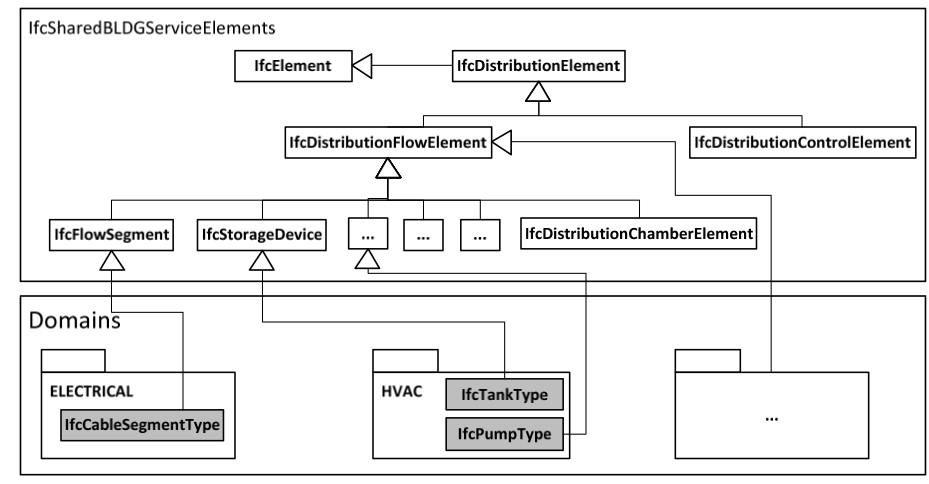 IfcSharedBLDGServiceElements
IfcElement
IfcDistributionElement
IfcDistributionFlowElement
IfcDistributionControlElement
IfcFlowSegment
IfcStorageDevice
...
...
...
IfcDistributionChamberElement
Domains
ELECTRICAL
IfcCableSegmentType
HVAC
IfcTankType
IfcPumpType
...